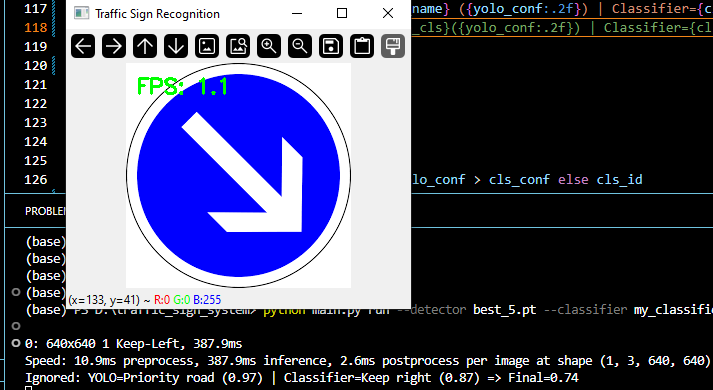 117 name} ({yolo_conf:.2f}) | Classifier={c
Traffic Sign Recognition
118 _cls}({yolo_conf:.2f}) | Classifier={cl
119
120
FPS: 1.1
121
122
123
124
125
126 lo_conf > cls_conf else cls_id
PROBLEM
(base)
(base)
(base)
(base)
(x=133, y=41) ~ R:0 G:0 B:255
(base) PS D:\traffic_sign_system> python main.py run --detector best_5.pt --classifier my_classifie
0: 640x640 1 Keep-Left, 387.9ms
Speed: 10.9ms preprocess, 387.9ms inference, 2.6ms postprocess per image at shape (1, 3, 640, 640)
Ignored: YOLO=Priority road (0.97) | Classifier=Keep right (0.87) => Final=0.74